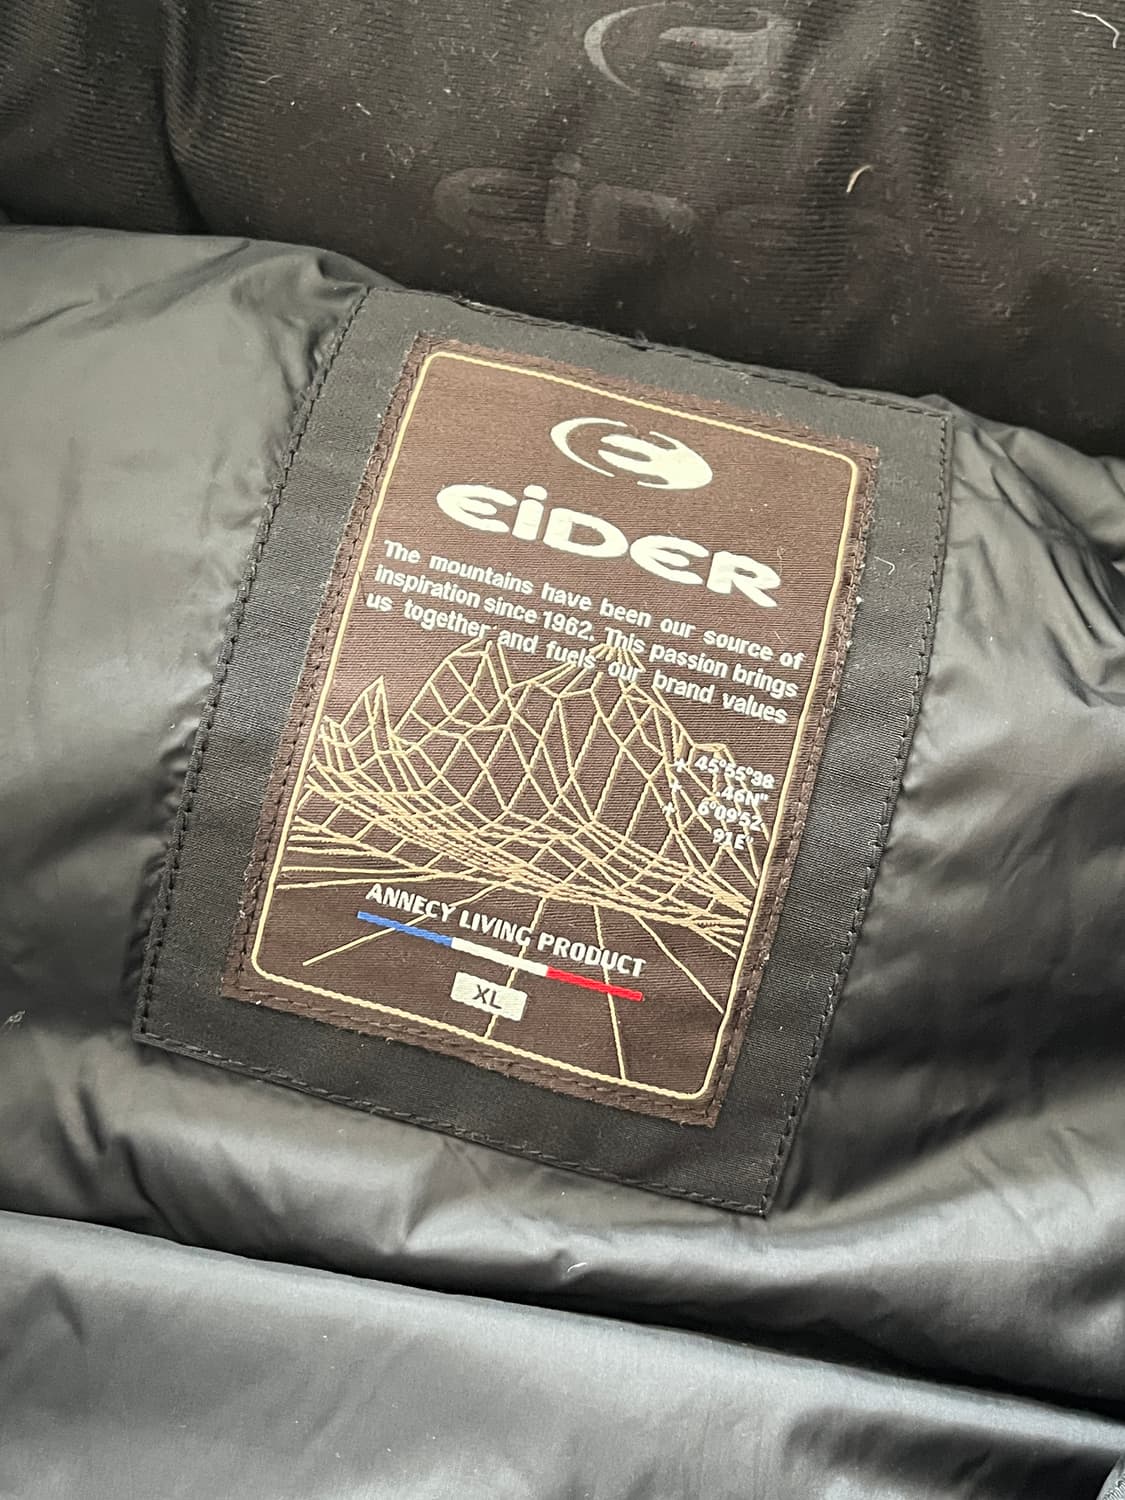 eiDER
eiDER
The mountains have been our source of
inspiration since 1962. This passion brings
us together and fuels our brand values
45°55°38
.46N"
6°09'52
91E"
ANNECY LIVING PRODUCT
XL